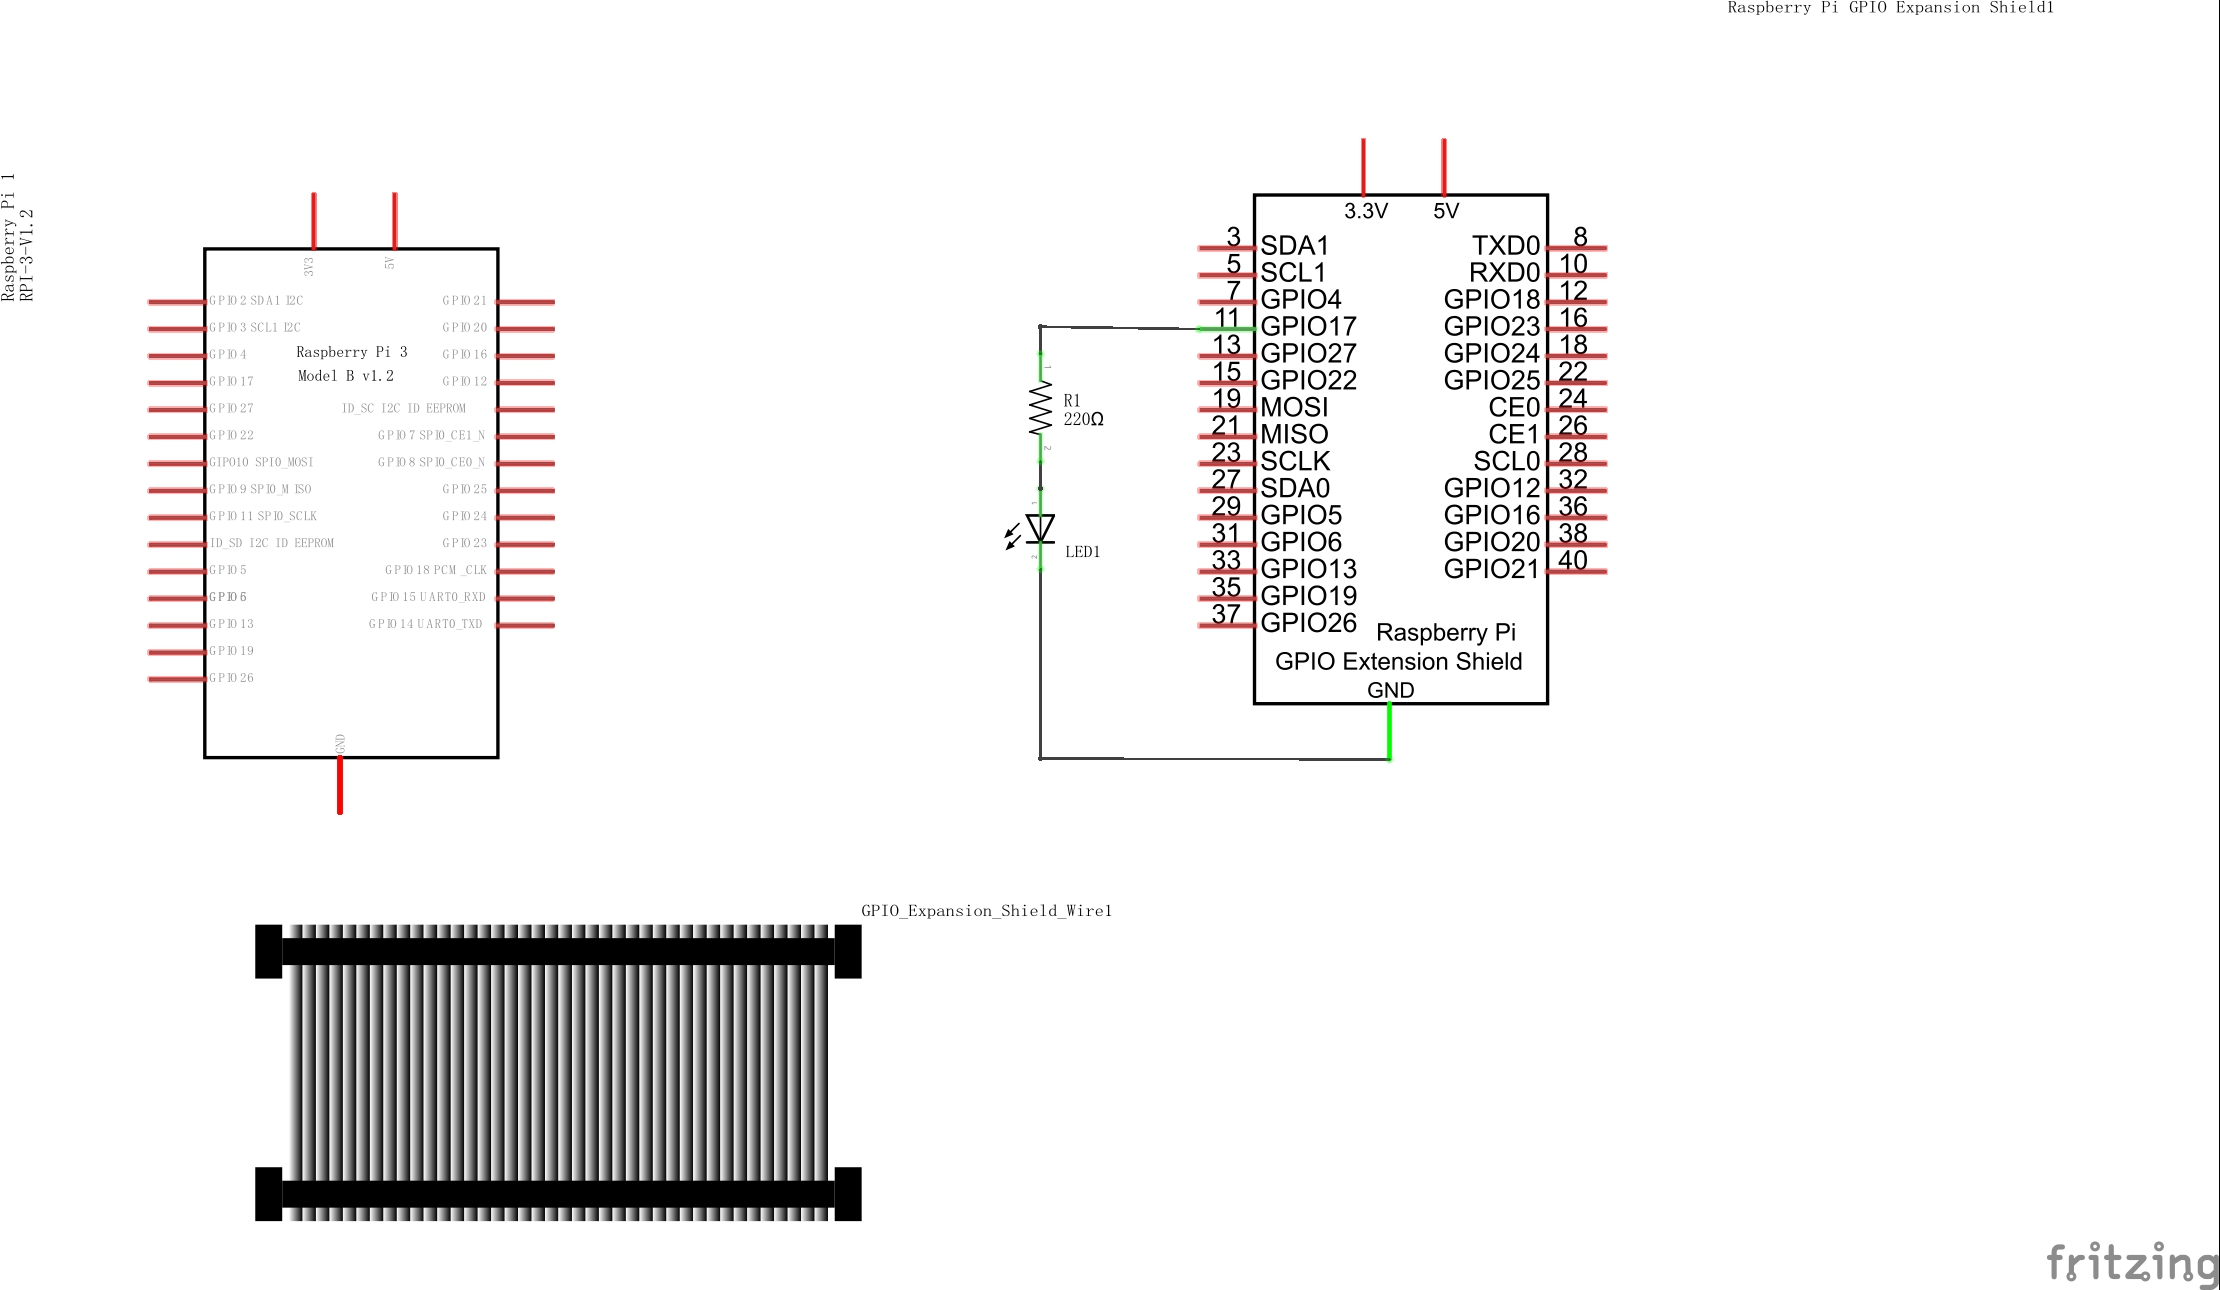 Raspberry Pi GPIO Expansion Shield1
Raspberry Pi 1
RPI-3-V1.2
3V3
5V
GPIO2 SDA1 I2C
GPIO3 SCL1 I2C
GPIO4
GPIO17
GPIO27
GPIO22
GIPO10 SPI0_MOSI
GPIO9 SPI0_MISO
GPIO11 SPI0_SCLK
ID_SD I2C ID EEPROM
GPIO5
GPIO6
GPIO13
GPIO19
GPIO26
Raspberry Pi 3
Model B v1.2
GPIO21
GPIO20
GPIO16
GPIO12
ID_SC I2C ID EEPROM
GPIO7 SPI0_CE1_N
GPIO8 SPI0_CE0_N
GPIO25
GPIO24
GPIO23
GPIO18 PCM_CLK
GPIO15 UART0_RXD
GPIO14 UART0_TXD
GND
1
R1
220Ω
2
1
LED1
2
3.3V
5V
3 SDA1
5 SCL1
7 GPIO4
11 GPIO17
13 GPIO27
15 GPIO22
19 MOSI
21 MISO
23 SCLK
27 SDA0
29 GPIO5
31 GPIO6
33 GPIO13
35 GPIO19
37 GPIO26
TXD0 8
RXD0 10
GPIO18 12
GPIO23 16
GPIO24 18
GPIO25 22
CE0 24
CE1 26
SCL0 28
GPIO12 32
GPIO16 36
GPIO20 38
GPIO21 40
Raspberry Pi
GPIO Extension Shield
GND
GPIO_Expansion_Shield_Wire1
fritzing